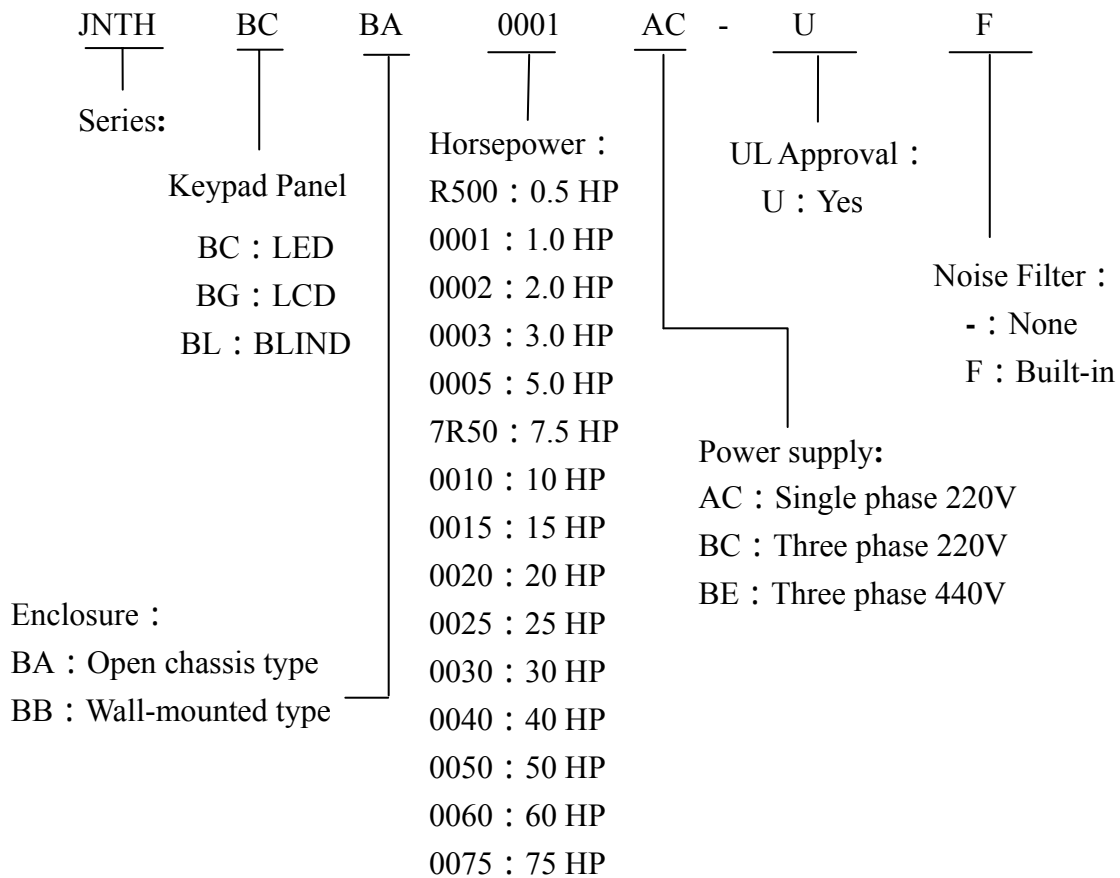 JNTH BC BA 0001 AC - U F
Series:
Keypad Panel
BC：LED
BG：LCD
BL：BLIND
Enclosure：
BA：Open chassis type
BB：Wall-mounted type
Horsepower：
R500：0.5 HP
0001：1.0 HP
0002：2.0 HP
0003：3.0 HP
0005：5.0 HP
7R50：7.5 HP
0010：10 HP
0015：15 HP
0020：20 HP
0025：25 HP
0030：30 HP
0040：40 HP
0050：50 HP
0060：60 HP
0075：75 HP
Power supply:
AC：Single phase 220V
BC：Three phase 220V
BE：Three phase 440V
UL Approval：
U：Yes
Noise Filter：
-：None
F：Built-in